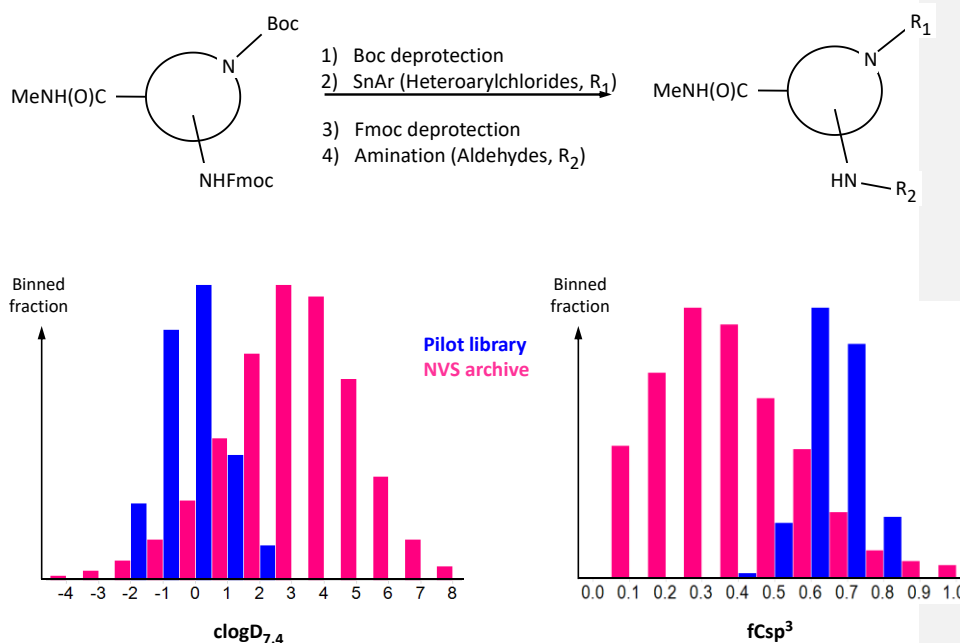 Boc
N
MeNH(O)C
NHFmoc
1) Boc deprotection
2) SnAr (Heteroarylchlorides, R1)
3) Fmoc deprotection
4) Amination (Aldehydes, R2)
R1
N
MeNH(O)C
HN
R2
Binned
fraction
-4 -3 -2 -1 0 1 2 3 4 5 6 7 8
clogD7.4
Pilot library
NVS archive
Binned
fraction
0.0 0.1 0.2 0.3 0.4 0.5 0.6 0.7 0.8 0.9 1.0
fCsp3